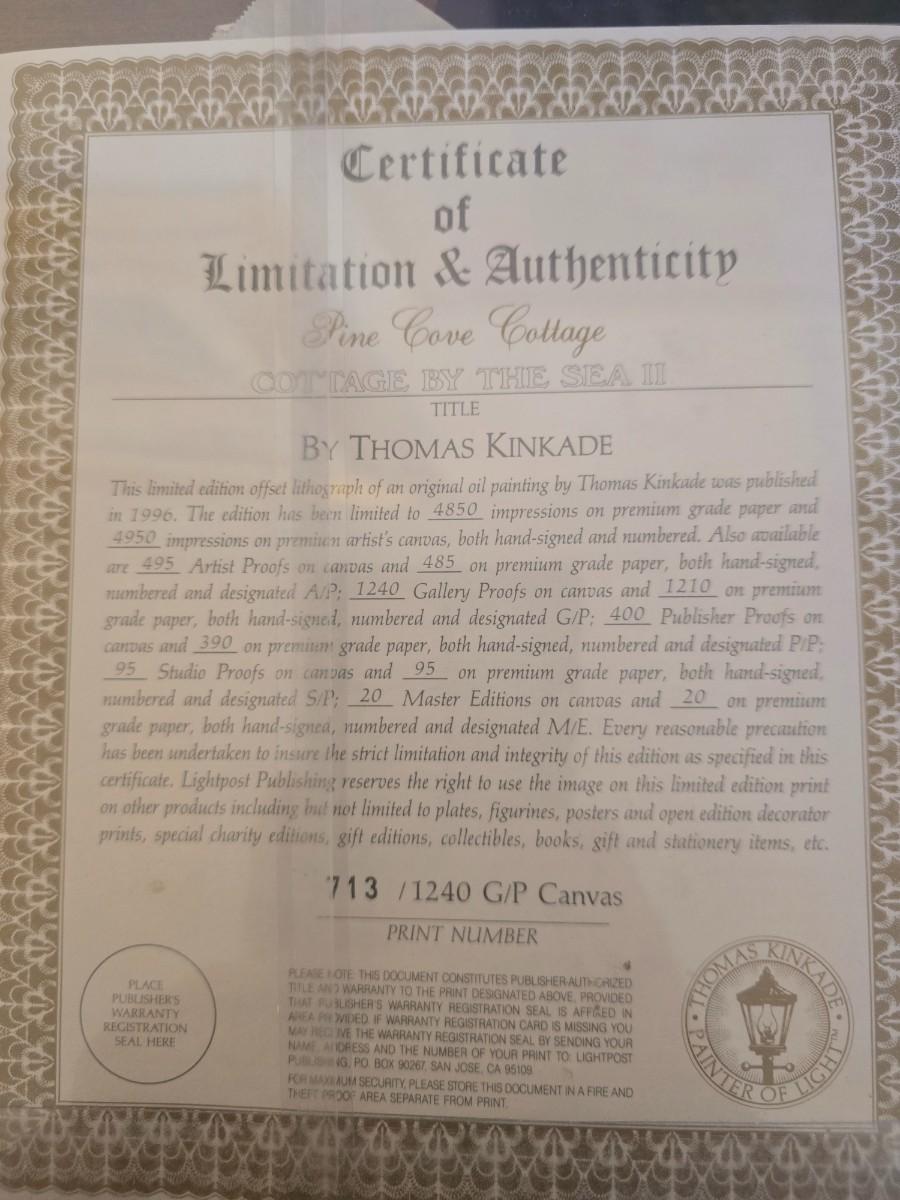 Certificate
of
Limitation & Authenticity
Pine Cove Cottage
COTTAGE BY THE SEA II
TITLE
BY THOMAS KINKADE
This limited edition offset lithograph of an original oil painting by Thomas Kinkade was published
in 1996. The edition has been limited to 4850 impressions on premium grade paper and
4950 impressions on premium artist's canvas, both hand-signed and numbered. Also available
are 495 Artist Proofs on canvas and 485 on premium grade paper, both hand-signed,
numbered and designated A/P; 1240 Gallery Proofs on canvas and 1210 on premium
grade paper, both hand-signed, numbered and designated G/P; 400 Publisher Proofs on
canvas and 390 on premium grade paper, both hand-signed, numbered and designated P/P;
95 Studio Proofs on canvas and 95 on premium grade paper, both hand-signed,
numbered and designated S/P; 20 Master Editions on canvas and 20 on premium
grade paper, both hand-signed, numbered and designated M/E. Every reasonable precaution
has been undertaken to insure the strict limitation and integrity of this edition as specified in this
certificate. Lightpost Publishing reserves the right to use the image on this limited edition print
on other products including but not limited to plates, figurines, posters and open edition decorator
prints, special charity editions, gift editions, collectibles, books, gift and stationery items, etc.
713 /1240 G/P Canvas
PRINT NUMBER
PLACE
PUBLISHER'S
WARRANTY
REGISTRATION
SEAL HERE
PLEASE NOTE: THIS DOCUMENT CONSTITUTES PUBLISHER-AUTHORIZED
TITLE AND WARRANTY TO THE PRINT DESIGNATED ABOVE, PROVIDED
THAT PUBLISHER'S WARRANTY REGISTRATION SEAL IS AFFIXED IN
AREA PROVIDED. IF WARRANTY REGISTRATION CARD IS MISSING YOU
MAY RECEIVE THE WARRANTY REGISTRATION SEAL BY SENDING YOUR
NAME, ADDRESS AND THE NUMBER OF YOUR PRINT TO: LIGHTPOST
PUBLISHING, P.O. BOX 90267, SAN JOSE, CA 95109.
FOR MAXIMUM SECURITY, PLEASE STORE THIS DOCUMENT IN A FIRE AND
THEFT PROOF AREA SEPARATE FROM PRINT.
THOMAS KINKADE
PAINTER OF LIGHT™